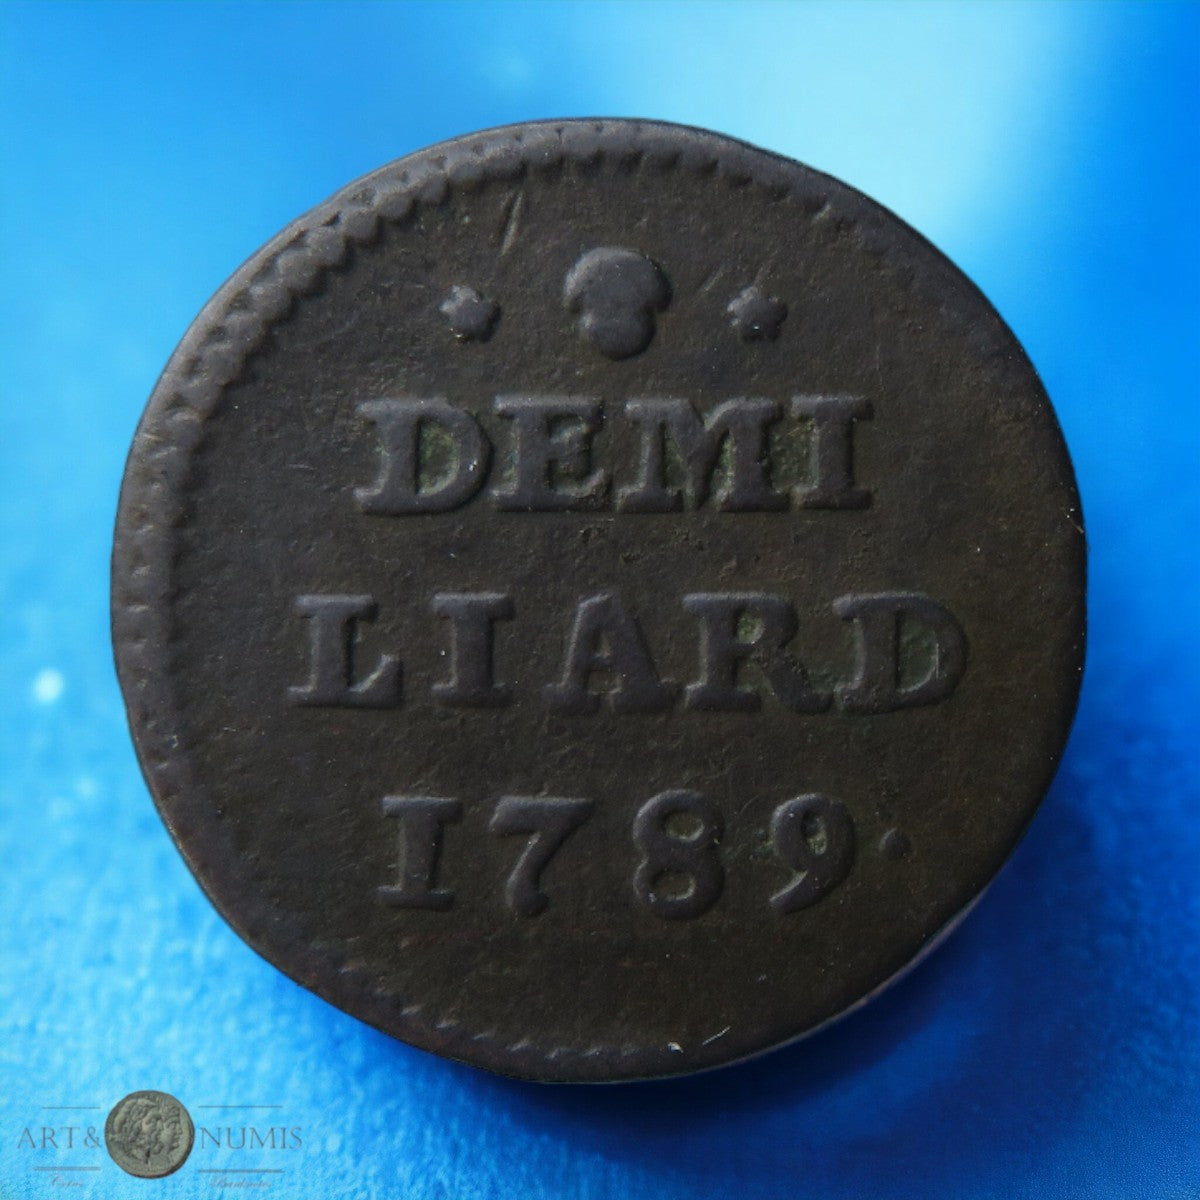 DEMI
LIARD
1789.
ART & NUMIS